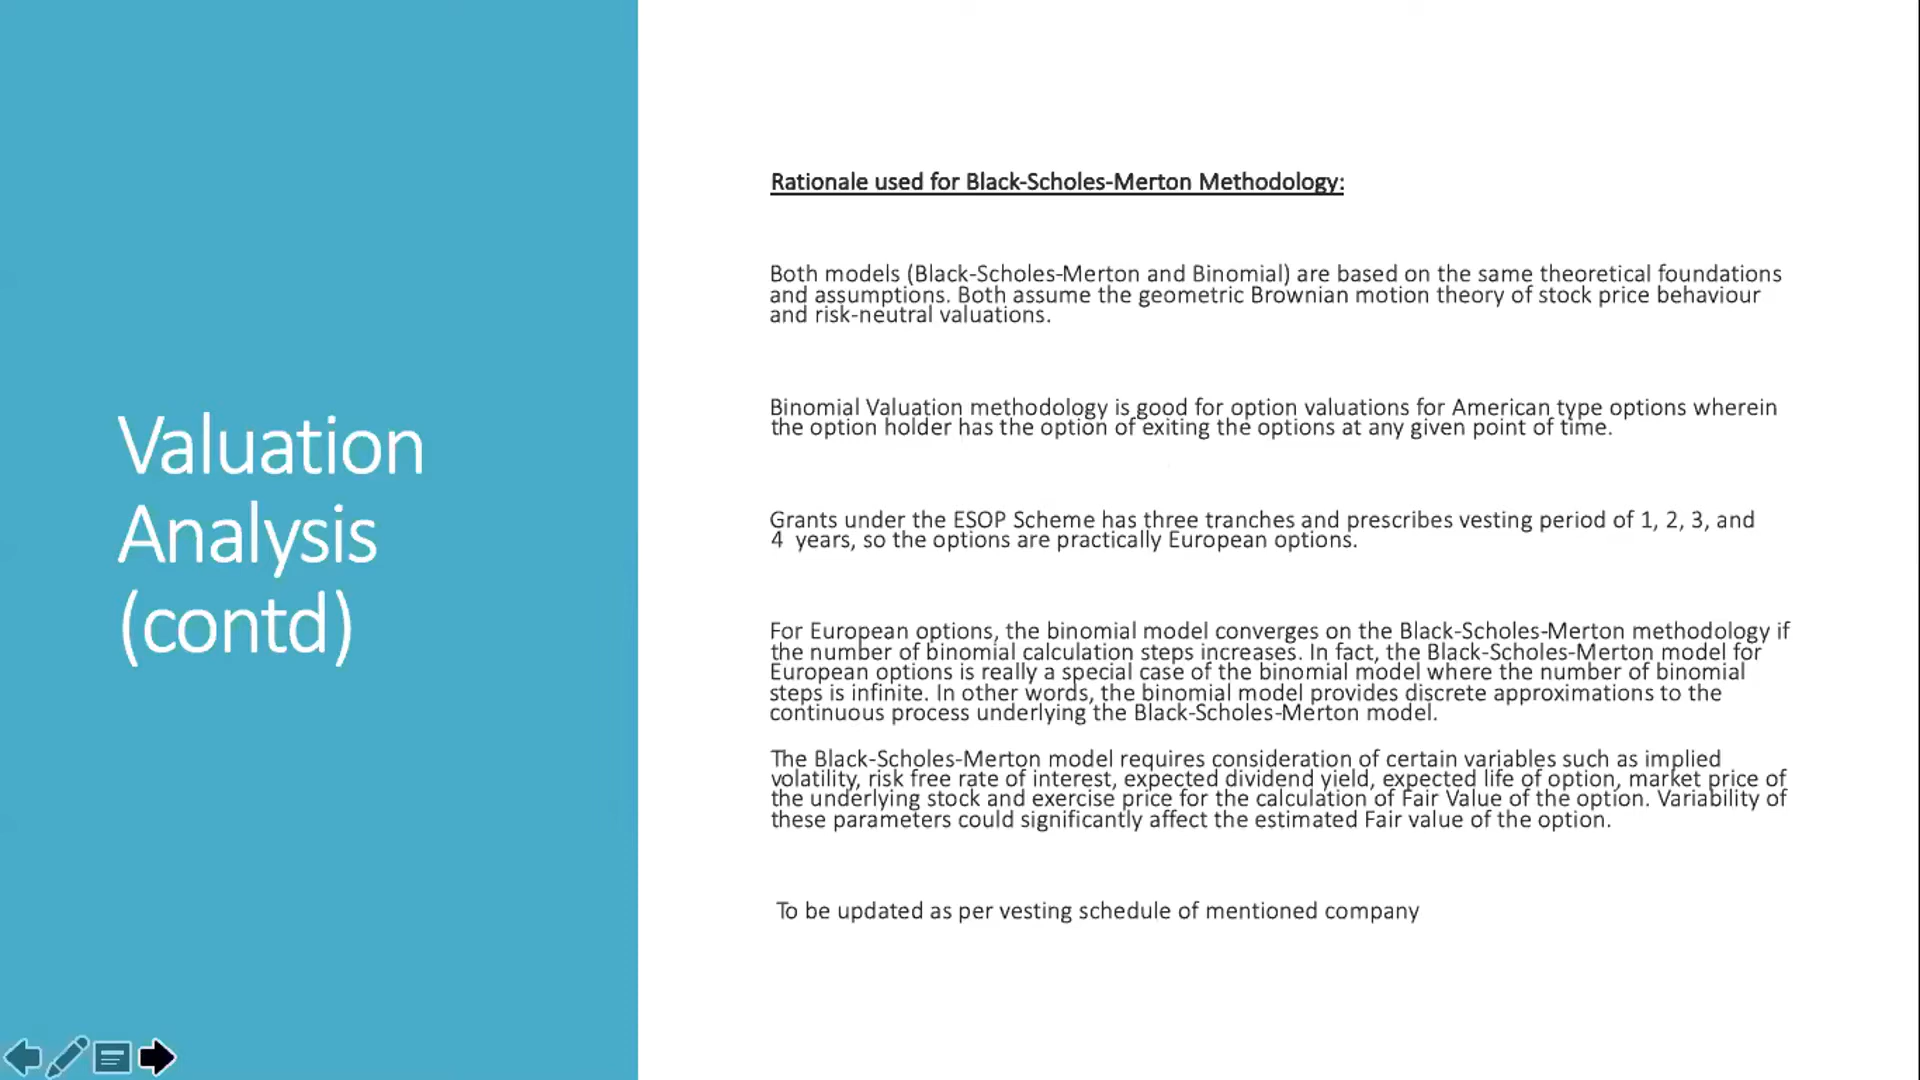 Valuation
Analysis
(contd)
Rationale used for Black-Scholes-Merton Methodology:
Both models (Black-Scholes-Merton and Binomial) are based on the same theoretical foundations
and assumptions. Both assume the geometric Brownian motion theory of stock price behaviour
and risk-neutral valuations.
Binomial Valuation methodology is good for option valuations for American type options wherein
the option holder has the option of exiting the options at any given point of time.
Grants under the ESOP Scheme has three tranches and prescribes vesting period of 1, 2, 3, and
4 years, so the options are practically European options.
For European options, the binomial model converges on the Black-Scholes-Merton methodology if
the number of binomial calculation steps increases. In fact, the Black-Scholes-Merton model for
European options is really a special case of the binomial model where the number of binomial
steps is infinite. In other words, the binomial model provides discrete approximations to the
continuous process underlying the Black-Scholes-Merton model.
The Black-Scholes-Merton model requires consideration of certain variables such as implied
volatility, risk free rate of interest, expected dividend yield, expected life of option, market price of
the underlying stock and exercise price for the calculation of Fair Value of the option. Variability of
these parameters could significantly affect the estimated Fair value of the option.
To be updated as per vesting schedule of mentioned company